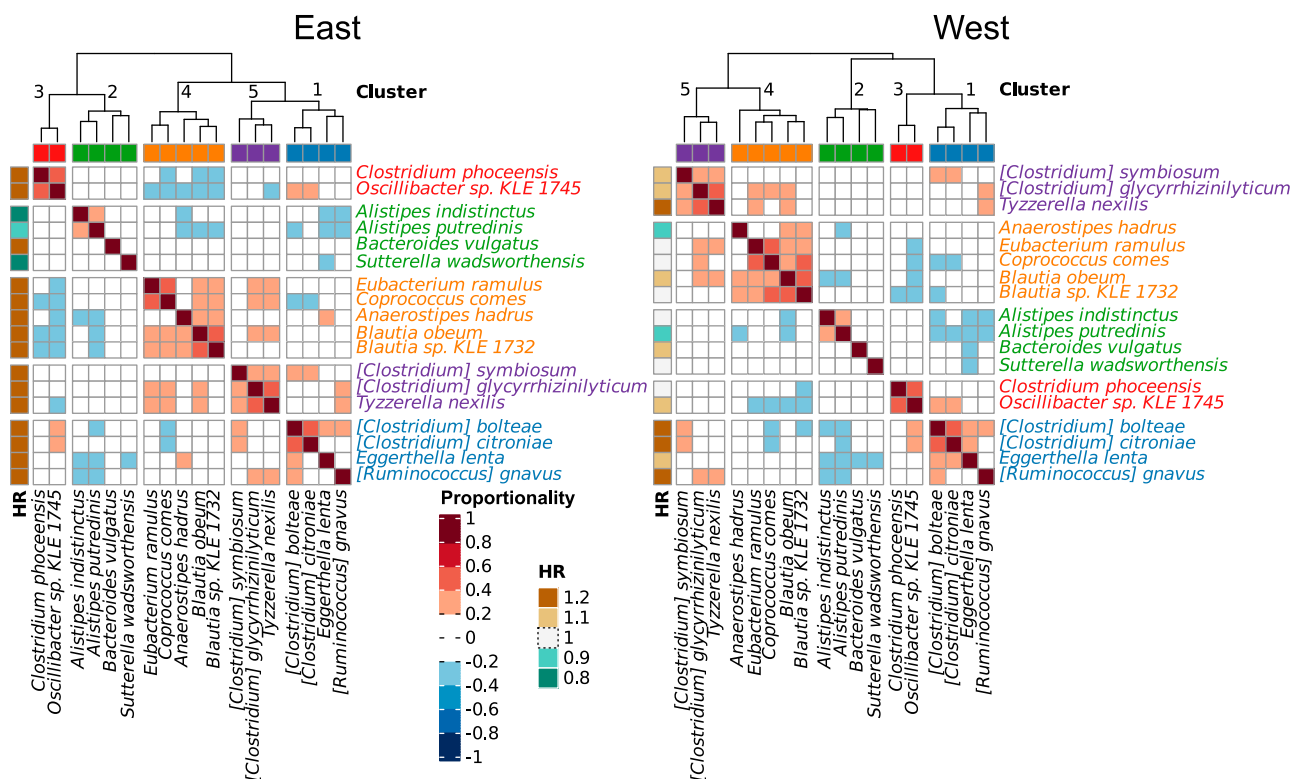 East
West
3
2
4
5
1
Cluster
5
4
2
3
1
Cluster
Clostridium phoceensis
Oscillibacter sp. KLE 1745
Alistipes indistinctus
Alistipes putredinis
Bacteroides vulgatus
Sutterella wadsworthensis
Eubacterium ramulus
Coprococcus comes
Anaerostipes hadrus
Blautia obeum
Blautia sp. KLE 1732
[Clostridium] symbiosum
[Clostridium] glycyrrhizinilyticum
Tyzzerella nexilis
[Clostridium] bolteae
[Clostridium] citroniae
Eggerthella lenta
[Ruminococcus] gnavus
HR
Clostridium phoceensis
Oscillibacter sp. KLE 1745
Alistipes indistinctus
Alistipes putredinis
Bacteroides vulgatus
Sutterella wadsworthensis
Eubacterium ramulus
Coprococcus comes
Anaerostipes hadrus
Blautia obeum
Blautia sp. KLE 1732
[Clostridium] symbiosum
[Clostridium] glycyrrhizinilyticum
Tyzzerella nexilis
[Clostridium] bolteae
[Clostridium] citroniae
Eggerthella lenta
[Ruminococcus] gnavus
Proportionality
1
0.8
0.6
0.4
0.2
0
-0.2
-0.4
-0.6
-0.8
-1
HR
1.2
1.1
1
0.9
0.8
[Clostridium] symbiosum
[Clostridium] glycyrrhizinilyticum
Tyzzerella nexilis
Anaerostipes hadrus
Eubacterium ramulus
Coprococcus comes
Blautia obeum
Blautia sp. KLE 1732
Alistipes indistinctus
Alistipes putredinis
Bacteroides vulgatus
Sutterella wadsworthensis
Clostridium phoceensis
Oscillibacter sp. KLE 1745
[Clostridium] bolteae
[Clostridium] citroniae
Eggerthella lenta
[Ruminococcus] gnavus
HR
[Clostridium] symbiosum
[Clostridium] glycyrrhizinilyticum
Tyzzerella nexilis
Anaerostipes hadrus
Eubacterium ramulus
Coprococcus comes
Blautia obeum
Blautia sp. KLE 1732
Alistipes indistinctus
Alistipes putredinis
Bacteroides vulgatus
Sutterella wadsworthensis
Clostridium phoceensis
Oscillibacter sp. KLE 1745
[Clostridium] bolteae
[Clostridium] citroniae
Eggerthella lenta
[Ruminococcus] gnavus